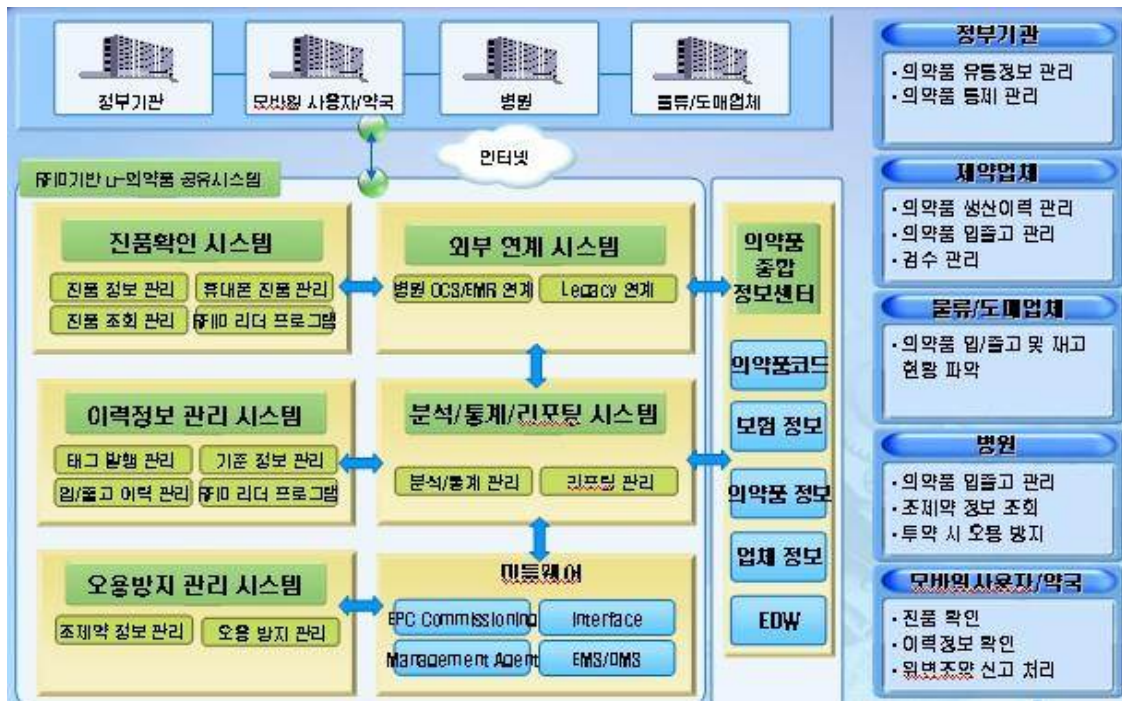 정부기관
모바일 사용자/약국
병원
물류/도매업체
인터넷
RFID기반 u-의약품 공유시스템
진품확인 시스템
진품 정보 관리
휴대폰 진품 관리
진품 조회 관리
RFID 리더 프로그램
외부 연계 시스템
병원 OCS/EMR 연계
Legacy 연계
이력정보 관리 시스템
태그 발행 관리
기준 정보 관리
입/출고 이력 관리
RFID 리더 프로그램
분석/통계/리포팅 시스템
분석/통계 관리
리포팅 관리
오용방지 관리 시스템
조제약 정보 관리
오용 방지 관리
미들웨어
EPC Commissioning
Interface
Management Agent
EMS/DMS
의약품
종합
정보센터
의약품코드
보험 정보
의약품 정보
업체 정보
EDW
정부기관
· 의약품 유통정보 관리
· 의약품 통제 관리
제약업체
· 의약품 생산이력 관리
· 의약품 입출고 관리
· 검수 관리
물류/도매업체
· 의약품 입/출고 및 재고
현황 파악
병원
· 의약품 입출고 관리
· 조제약 정보 조회
· 투약 시 오용 방지
모바일사용자/약국
· 진품 확인
· 이력정보 확인
· 위변조약 신고 처리